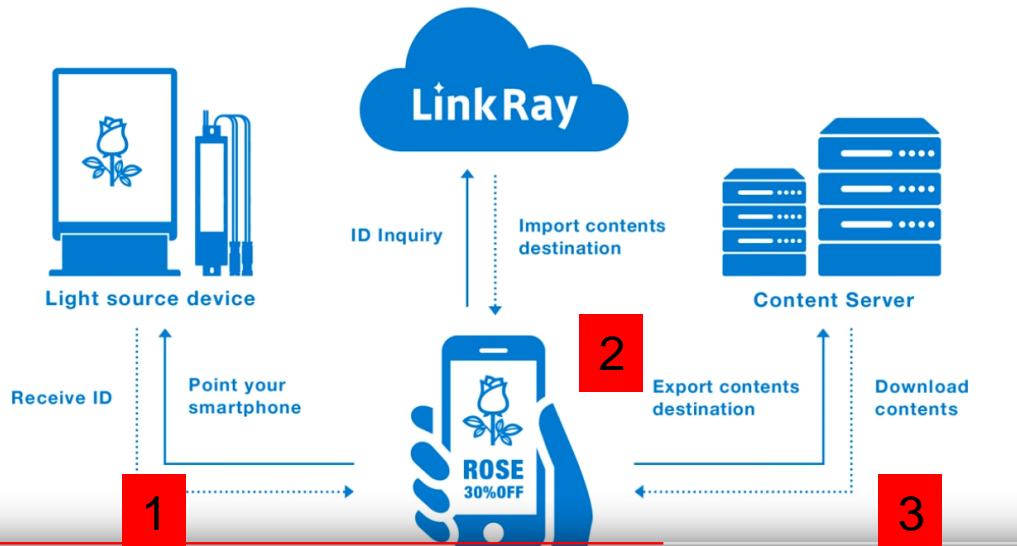 LinkRay
ID Inquiry
Import contents
destination
Light source device
Content Server
Receive ID
Point your
smartphone
2
Export contents
destination
Download
contents
ROSE
30%OFF
1
3